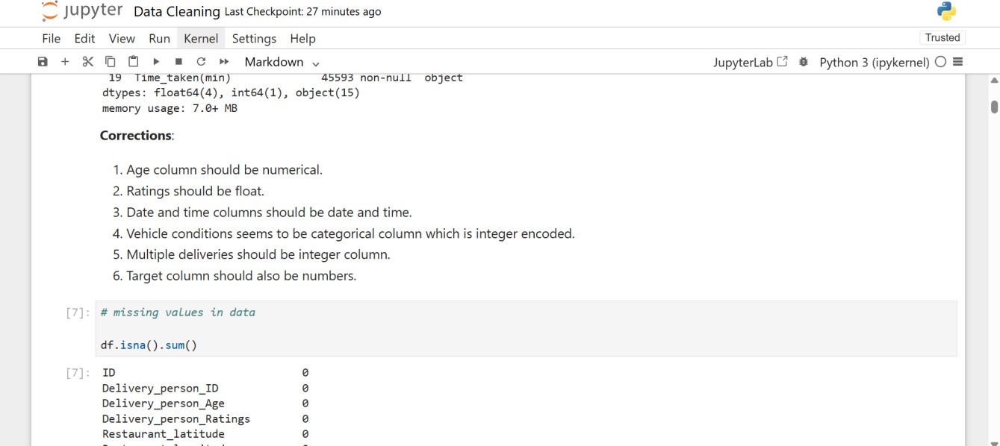 jupyter Data Cleaning Last Checkpoint: 27 minutes ago
File Edit View Run Kernel Settings Help Trusted
Markdown JupyterLab Python 3 (ipykernel)
19 Time_taken(min) 45593 non-null object
dtypes: float64(4), int64(1), object(15)
memory usage: 7.0+ MB
Corrections:
1. Age column should be numerical.
2. Ratings should be float.
3. Date and time columns should be date and time.
4. Vehicle conditions seems to be categorical column which is integer encoded.
5. Multiple deliveries should be integer column.
6. Target column should also be numbers.
[7]: # missing values in data
df.isna().sum()
[7]: ID 0
Delivery_person_ID 0
Delivery_person_Age 0
Delivery_person_Ratings 0
Restaurant_latitude 0